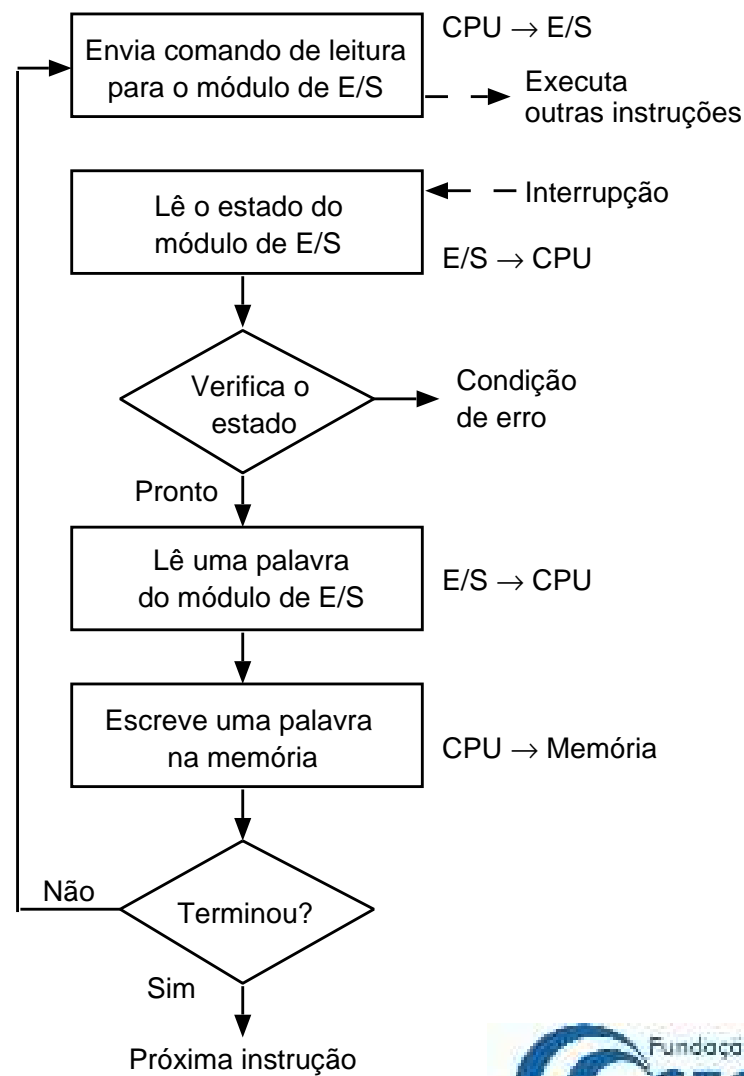 Envia comando de leitura
para o módulo de E/S
CPU → E/S
Executa
outras instruções
Lê o estado do
módulo de E/S
Interrupção
E/S → CPU
Verifica o
estado
Condição
de erro
Pronto
Lê uma palavra
do módulo de E/S
E/S → CPU
Escreve uma palavra
na memória
CPU → Memória
Não
Terminou?
Sim
Próxima instrução